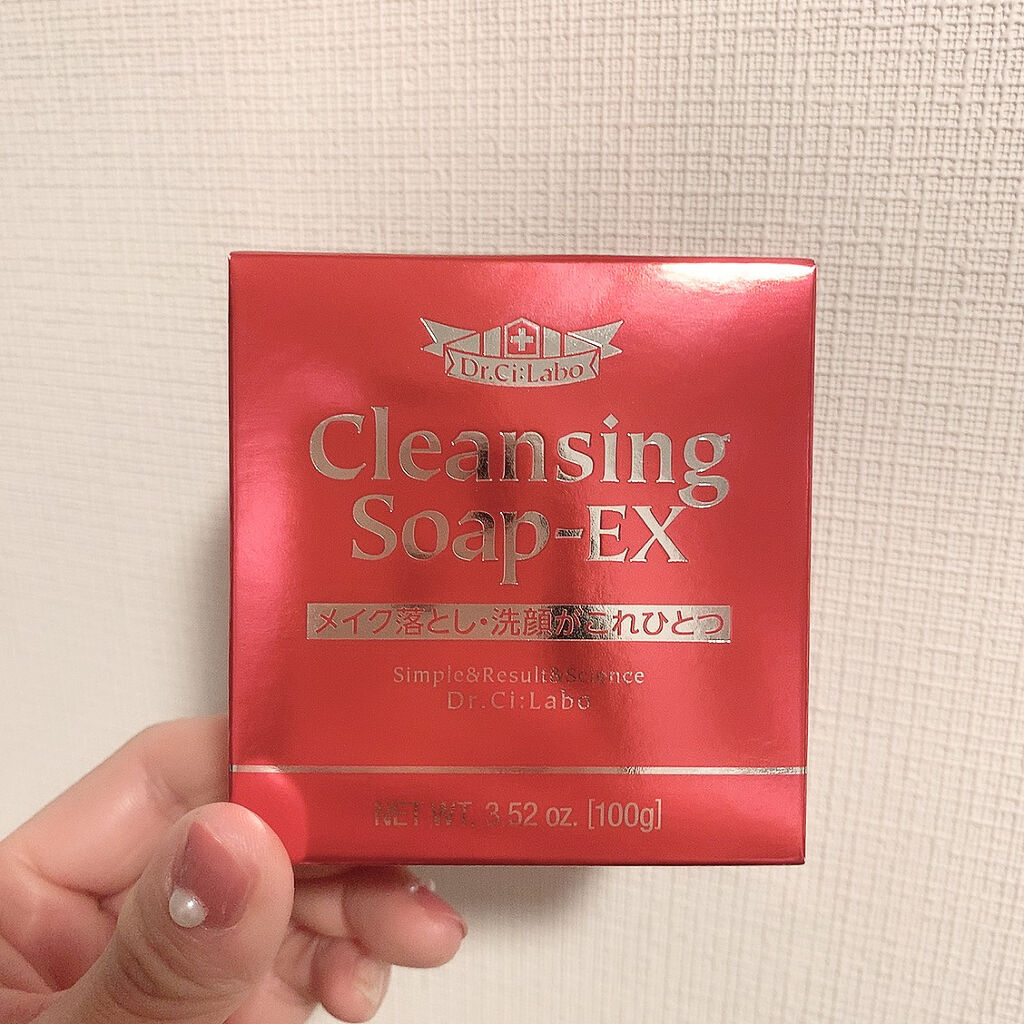 Dr.Ci:Labo
Cleansing
Soap-EX
メイク落とし・洗顔がこれひとつ
Simple&Result&Science
Dr.Ci:Labo
NET WT. 3.52 oz. [100g]